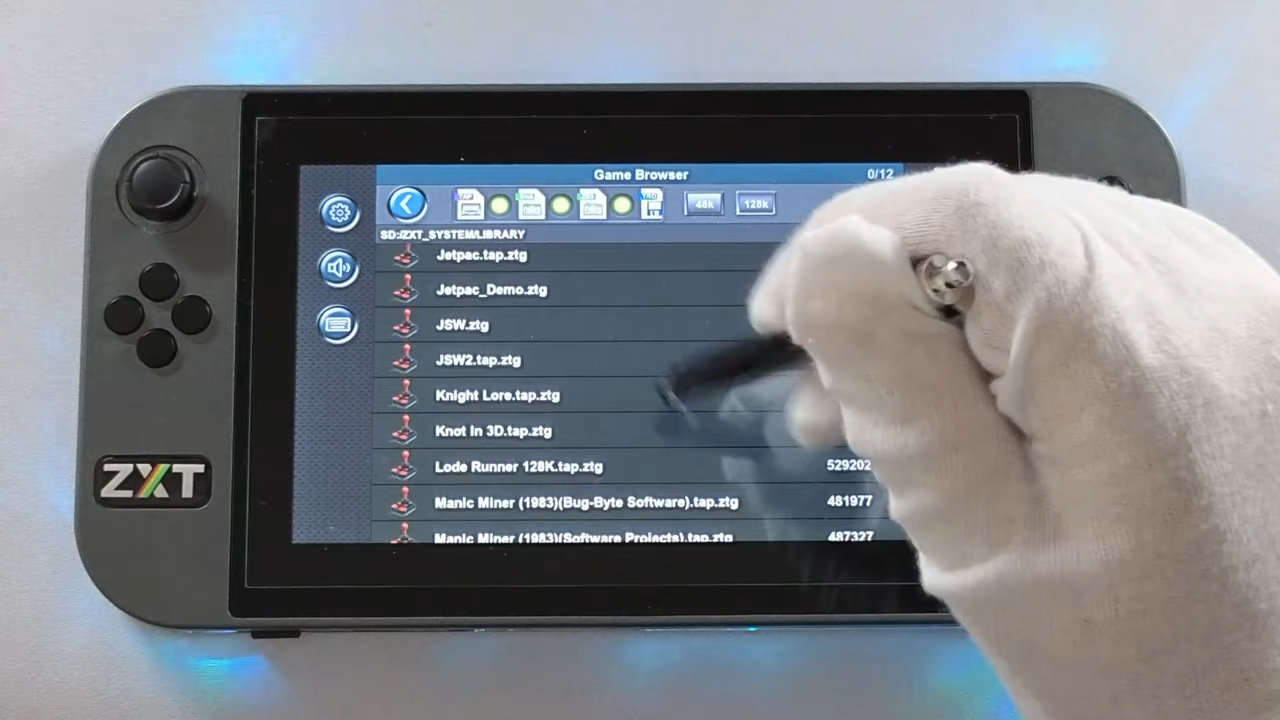 Game Browser 0/12
TAP
TRD
48k 128k
SD:/ZXT_SYSTEM/LIBRARY
Jetpac.tap.ztg
Jetpac_Demo.ztg
JSW.ztg
JSW2.tap.ztg
Knight Lore.tap.ztg
Knot In 3D.tap.ztg
Lode Runner 128K.tap.ztg 529202
Manic Miner (1983)(Bug-Byte Software).tap.ztg 481977
Manic Miner (1983)(Software Projects).tap.ztg 487327
ZXT